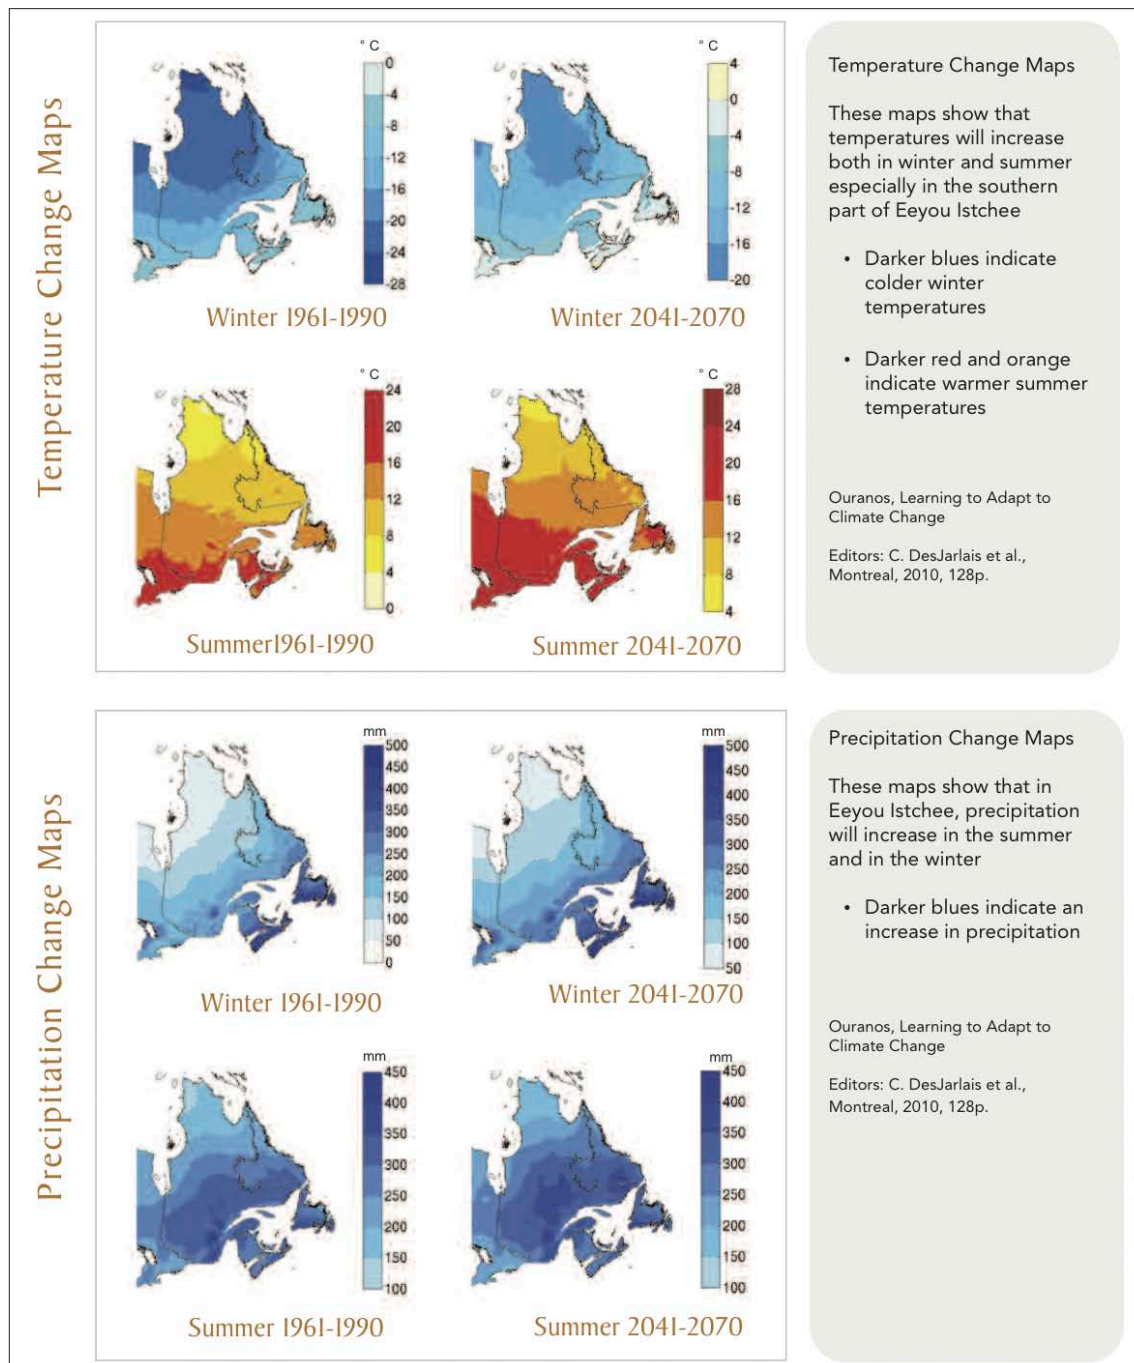 Temperature Change Maps
° C
0
-4
-8
-12
-16
-20
-24
-28
Winter 1961-1990
° C
4
0
-4
-8
-12
-16
-20
Winter 2041-2070
° C
24
20
16
12
8
4
0
Summer1961-1990
° C
28
24
20
16
12
8
4
Summer 2041-2070
Temperature Change Maps
These maps show that
temperatures will increase
both in winter and summer
especially in the southern
part of Eeyou Istchee
• Darker blues indicate
colder winter
temperatures
• Darker red and orange
indicate warmer summer
temperatures
Ouranos, Learning to Adapt to
Climate Change
Editors: C. DesJarlais et al.,
Montreal, 2010, 128p.
Precipitation Change Maps
mm
500
450
400
350
300
250
200
150
100
50
0
Winter 1961-1990
mm
500
450
400
350
300
250
200
150
100
50
Winter 2041-2070
mm
450
400
350
300
250
200
150
100
Summer 1961-1990
mm
450
400
350
300
250
200
150
100
Summer 2041-2070
Precipitation Change Maps
These maps show that in
Eeyou Istchee, precipitation
will increase in the summer
and in the winter
• Darker blues indicate an
increase in precipitation
Ouranos, Learning to Adapt to
Climate Change
Editors: C. DesJarlais et al.,
Montreal, 2010, 128p.